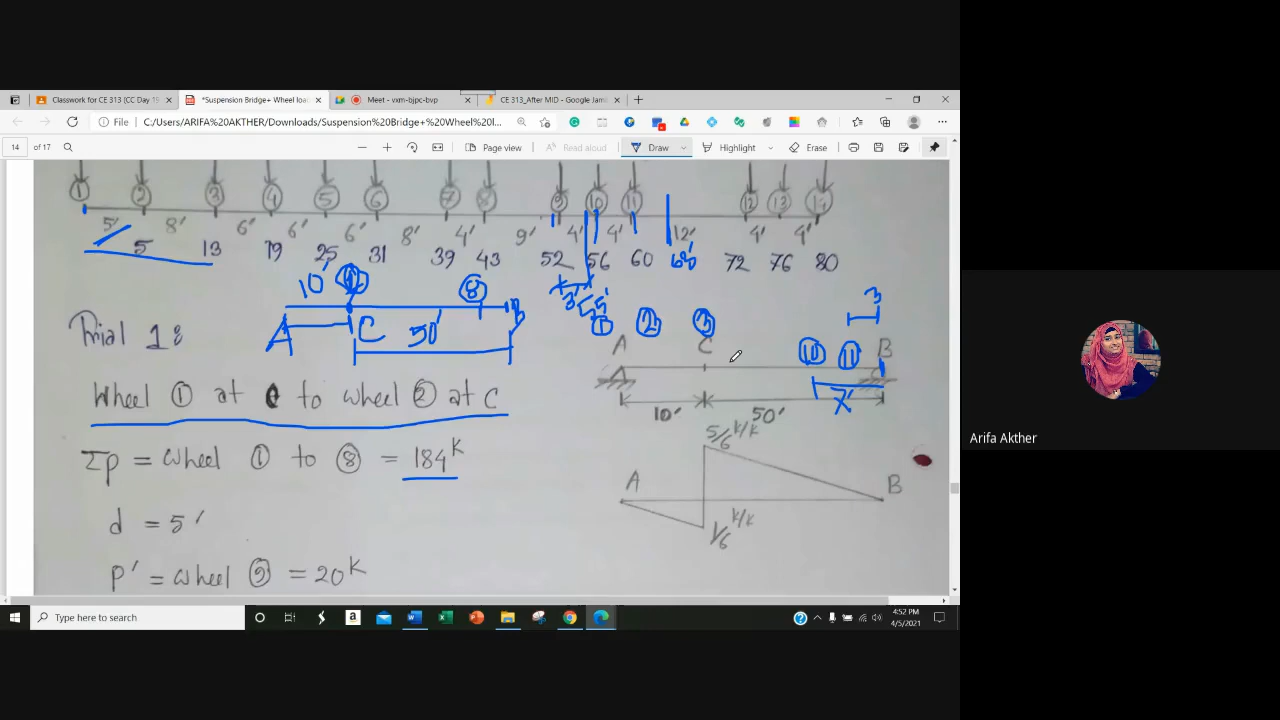 Classwork for CE 313 (CC Day 1
*Suspension Bridge+ Wheel loa
Meet - vxm-bjpc-bvp
CE 313_After MID - Google Jam
File
C:/Users/ARIFA%20AKTHER/Downloads/Suspension%20Bridge+%20Wheel%20l...
14 of 17
Page view
Read aloud
Draw
Highlight
Erase
1 2 3 4 5 6 7 8 9 10 11 12 13 14
5' 8' 6' 6' 6' 8' 4' 9' 4' 4' 12' 4' 4'
5 13 19 25 31 39 43 52 56 60 68' 72 76 80
10' 8 3' 55'
1 2 3 3
Trial 1:
A C 50' B
A C 10 11 B
7'
10' 50'
Wheel 1 at C to wheel 2 at C
5/6 k/k
Σp = wheel 1 to 8 = 184k
A B
1/6 k/k
d = 5'
p' = wheel 9 = 20k
Arifa Akther
Type here to search
4:52 PM
4/5/2021